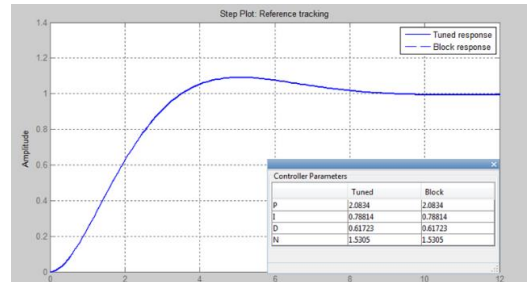 Step Plot: Reference tracking
1.4
Tuned response
Block response
1.2
1
0.8
0.6
0.4
0.2
0
Amplitude
Controller Parameters
Tuned Block
P 2.0834 2.0834
I 0.78814 0.78814
D 0.61723 0.61723
N 1.5305 1.5305
2 4 6 8 10 12